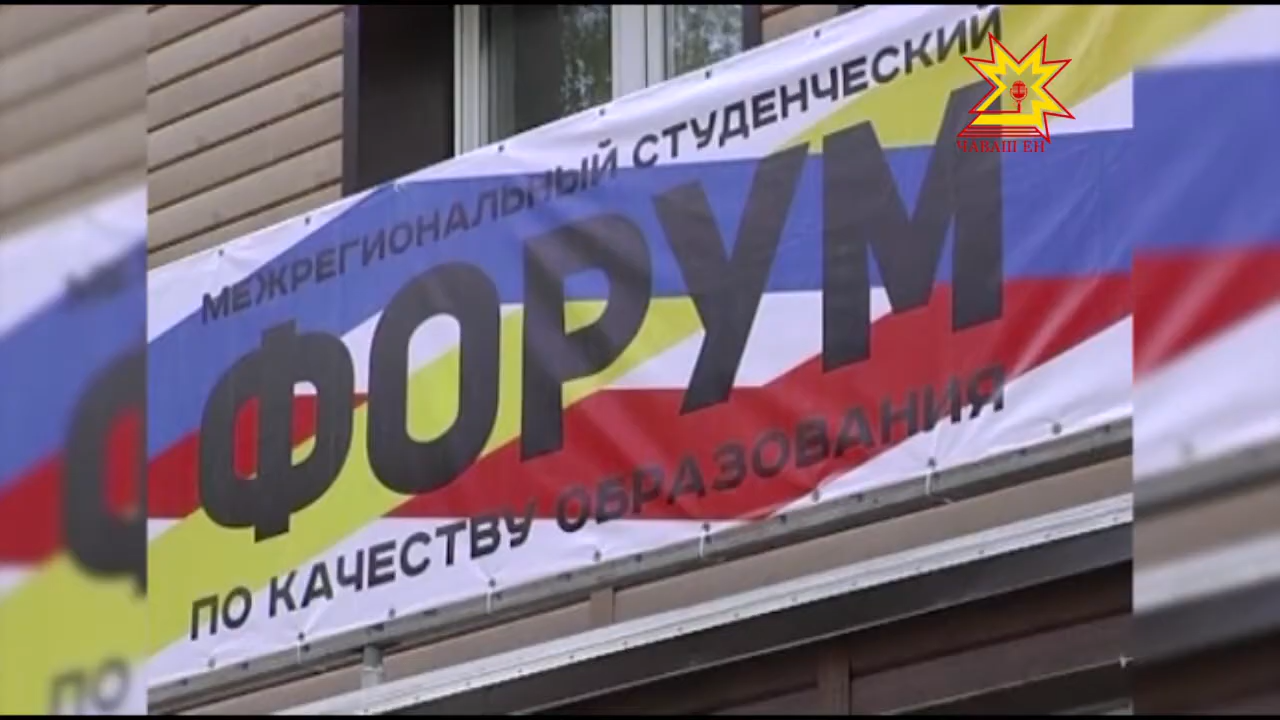 МЕЖРЕГИОНАЛЬНЫЙ СТУДЕНЧЕСКИЙ
ФОРУМ
ПО КАЧЕСТВУ ОБРАЗОВАНИЯ
ЧĂВАШ ЕН